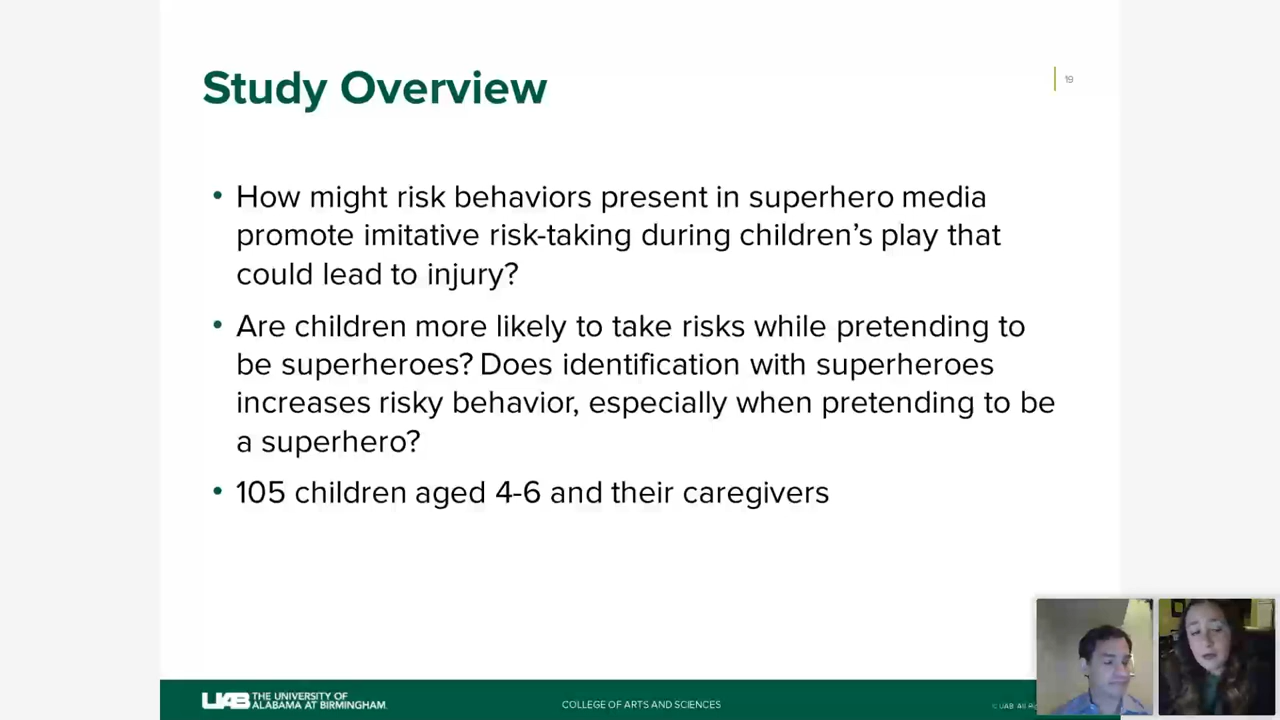 Study Overview
19
• How might risk behaviors present in superhero media
promote imitative risk-taking during children’s play that
could lead to injury?
• Are children more likely to take risks while pretending to
be superheroes? Does identification with superheroes
increases risky behavior, especially when pretending to be
a superhero?
• 105 children aged 4-6 and their caregivers
UAB THE UNIVERSITY OF
ALABAMA AT BIRMINGHAM.
COLLEGE OF ARTS AND SCIENCES
© UAB. All